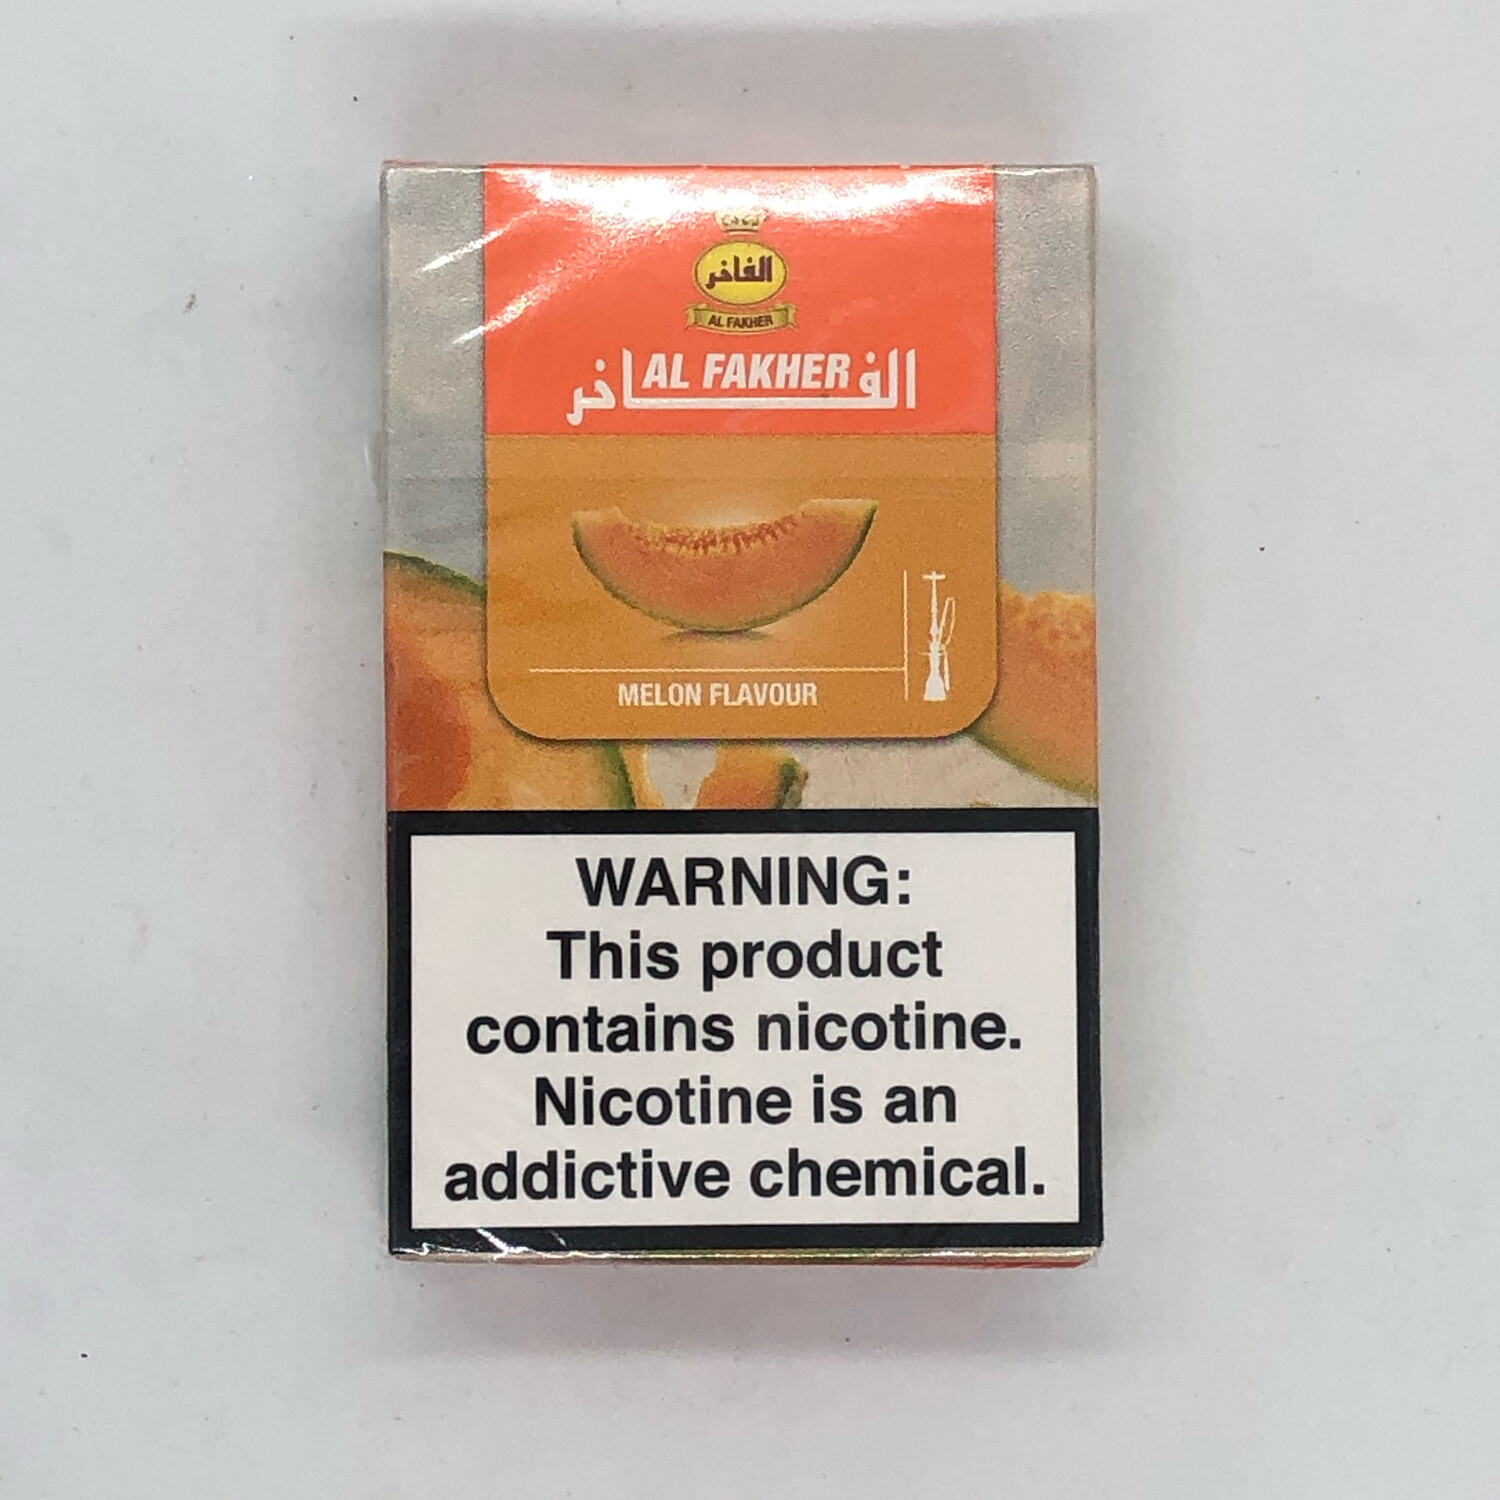 الفاخر
AL FAKHER
الفاخر
AL FAKHER
MELON FLAVOUR
WARNING:
This product
contains nicotine.
Nicotine is an
addictive chemical.